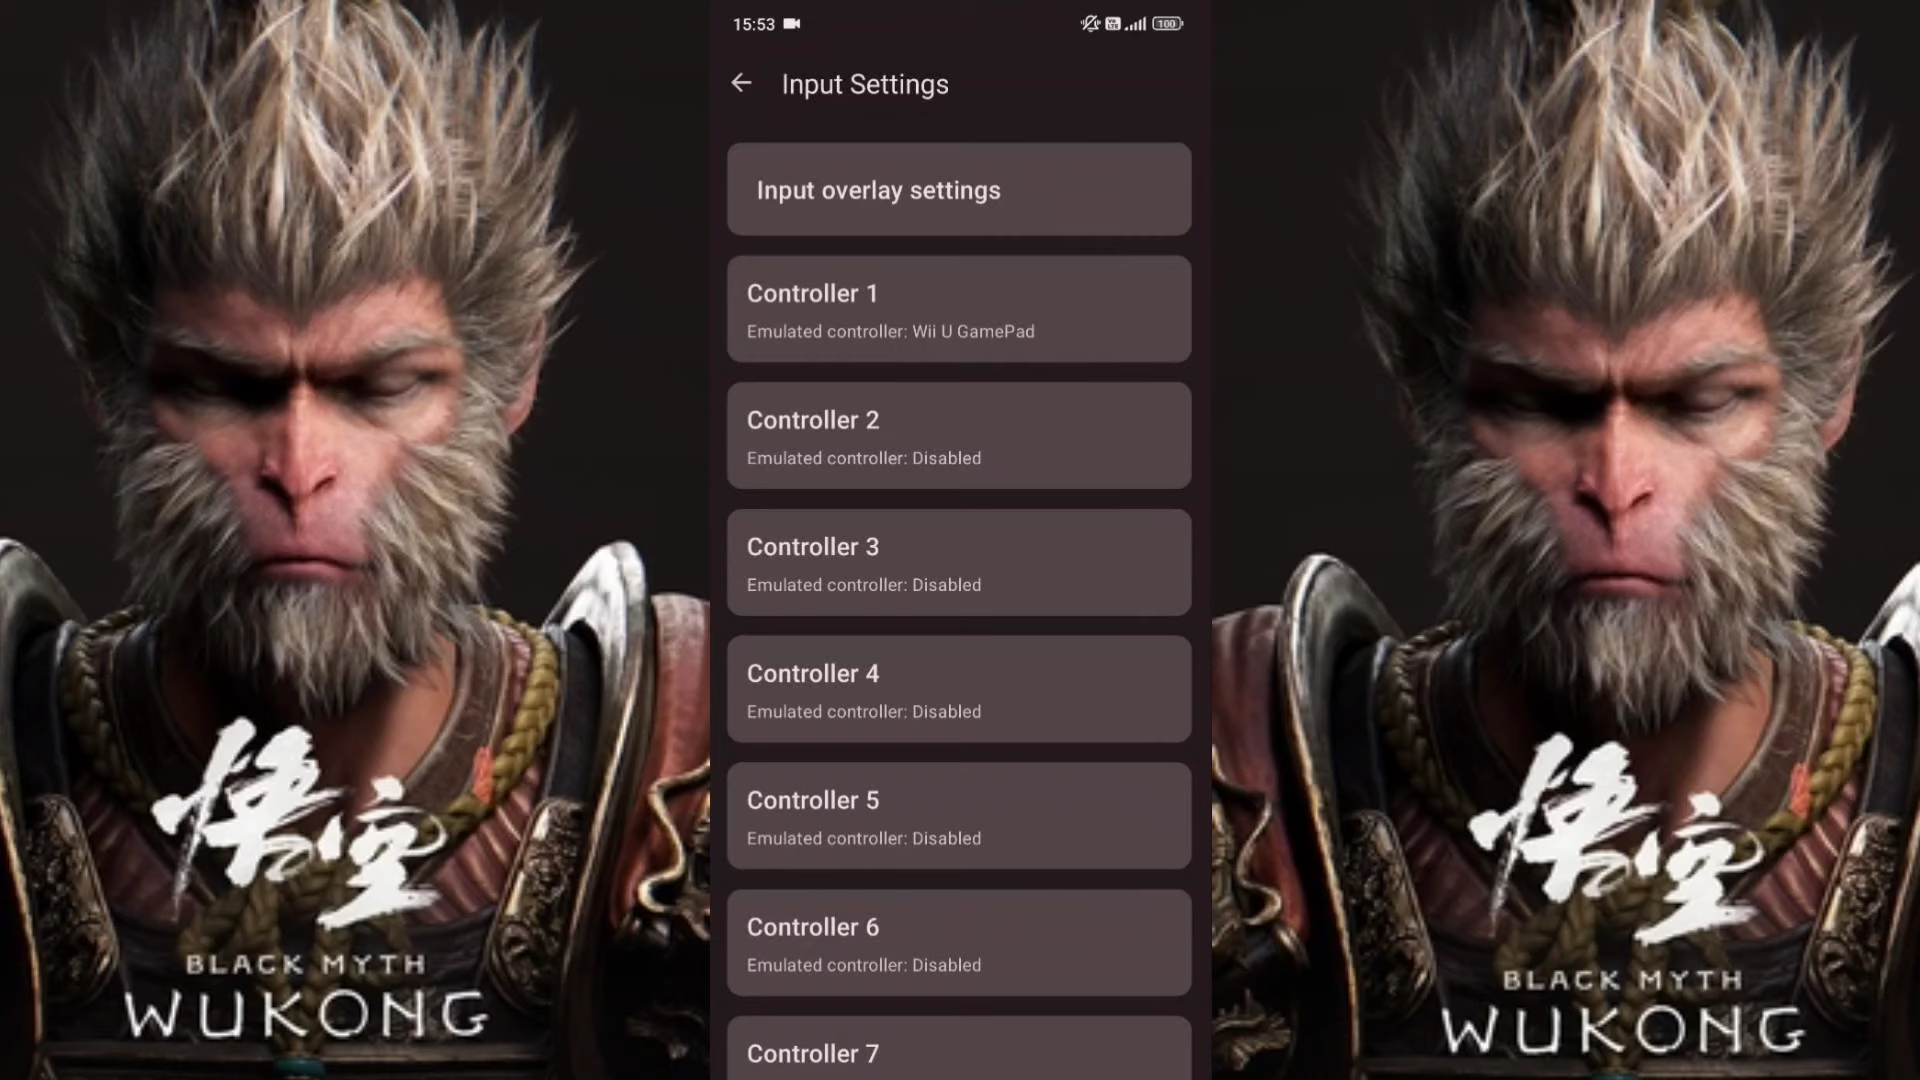 15:53
VoLTE
100
Input Settings
Input overlay settings
Controller 1
Emulated controller: Wii U GamePad
Controller 2
Emulated controller: Disabled
Controller 3
Emulated controller: Disabled
Controller 4
Emulated controller: Disabled
Controller 5
Emulated controller: Disabled
Controller 6
Emulated controller: Disabled
Controller 7
悟空
BLACK MYTH
WUKONG
悟空
BLACK MYTH
WUKONG